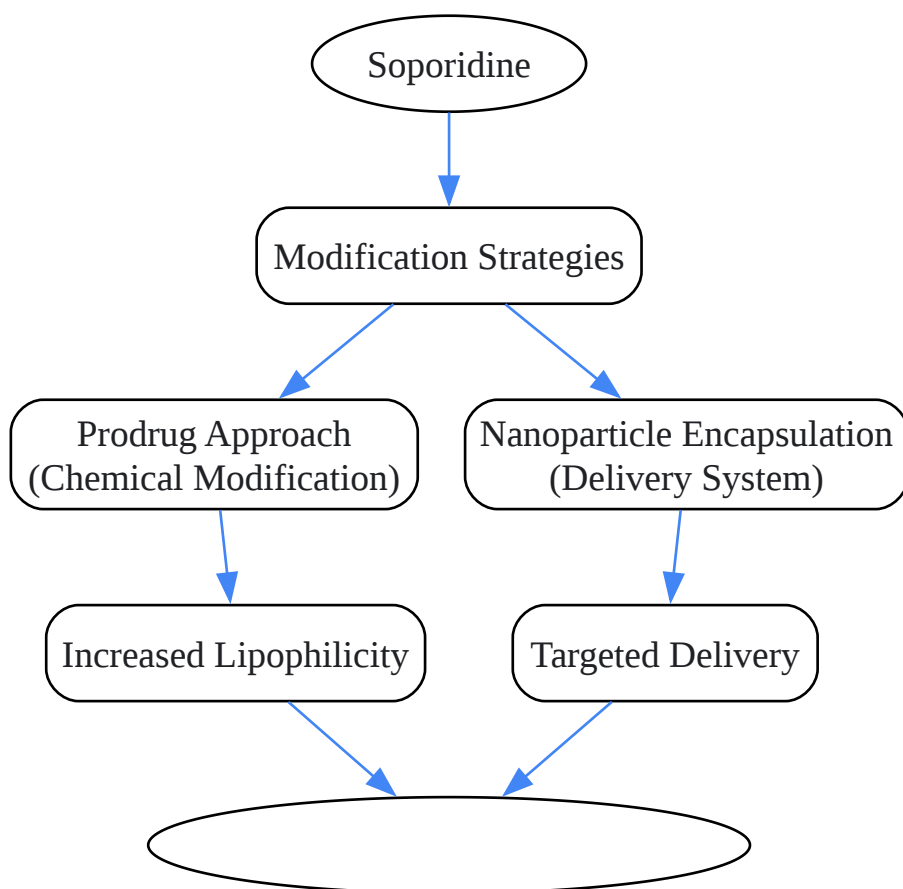 Soporidine
Modification Strategies
Prodrug Approach
(Chemical Modification)
Nanoparticle Encapsulation
(Delivery System)
Increased Lipophilicity
Targeted Delivery